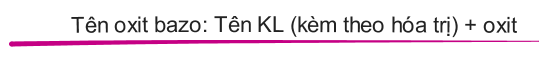 Tên oxit bazo: Tên KL (kèm theo hóa trị) + oxit